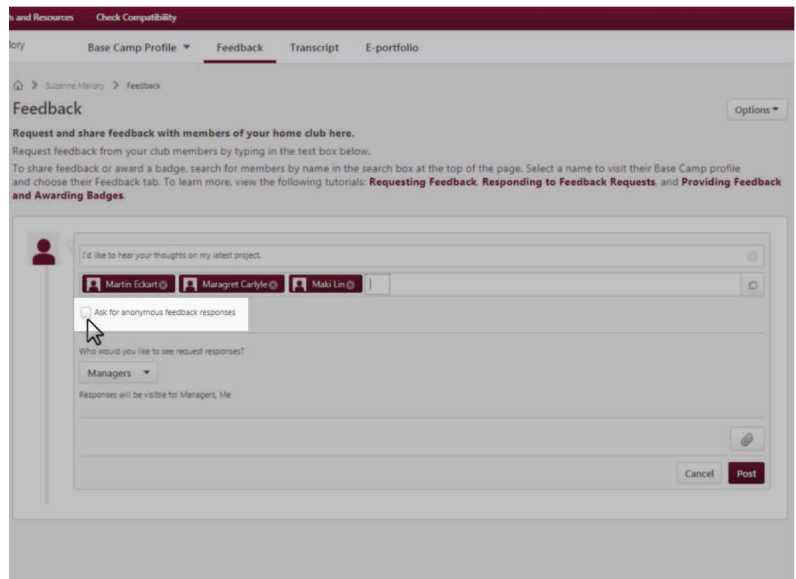 s and Resources Check Compatibility
lory Base Camp Profile Feedback Transcript E-portfolio
Suzanne Mallory Feedback
Feedback
Options
Request and share feedback with members of your home club here.
Request feedback from your club members by typing in the text box below.
To share feedback or award a badge, search for members by name in the search box at the top of the page. Select a name to visit their Base Camp profile
and choose their Feedback tab. To learn more, view the following tutorials: Requesting Feedback, Responding to Feedback Requests, and Providing Feedback
and Awarding Badges.
I'd like to hear your thoughts on my latest project.
Martin Eckart Maragret Carlyle Maki Lin
Ask for anonymous feedback responses
Who would you like to see request responses?
Managers
Responses will be visible to: Managers, Me
Cancel Post